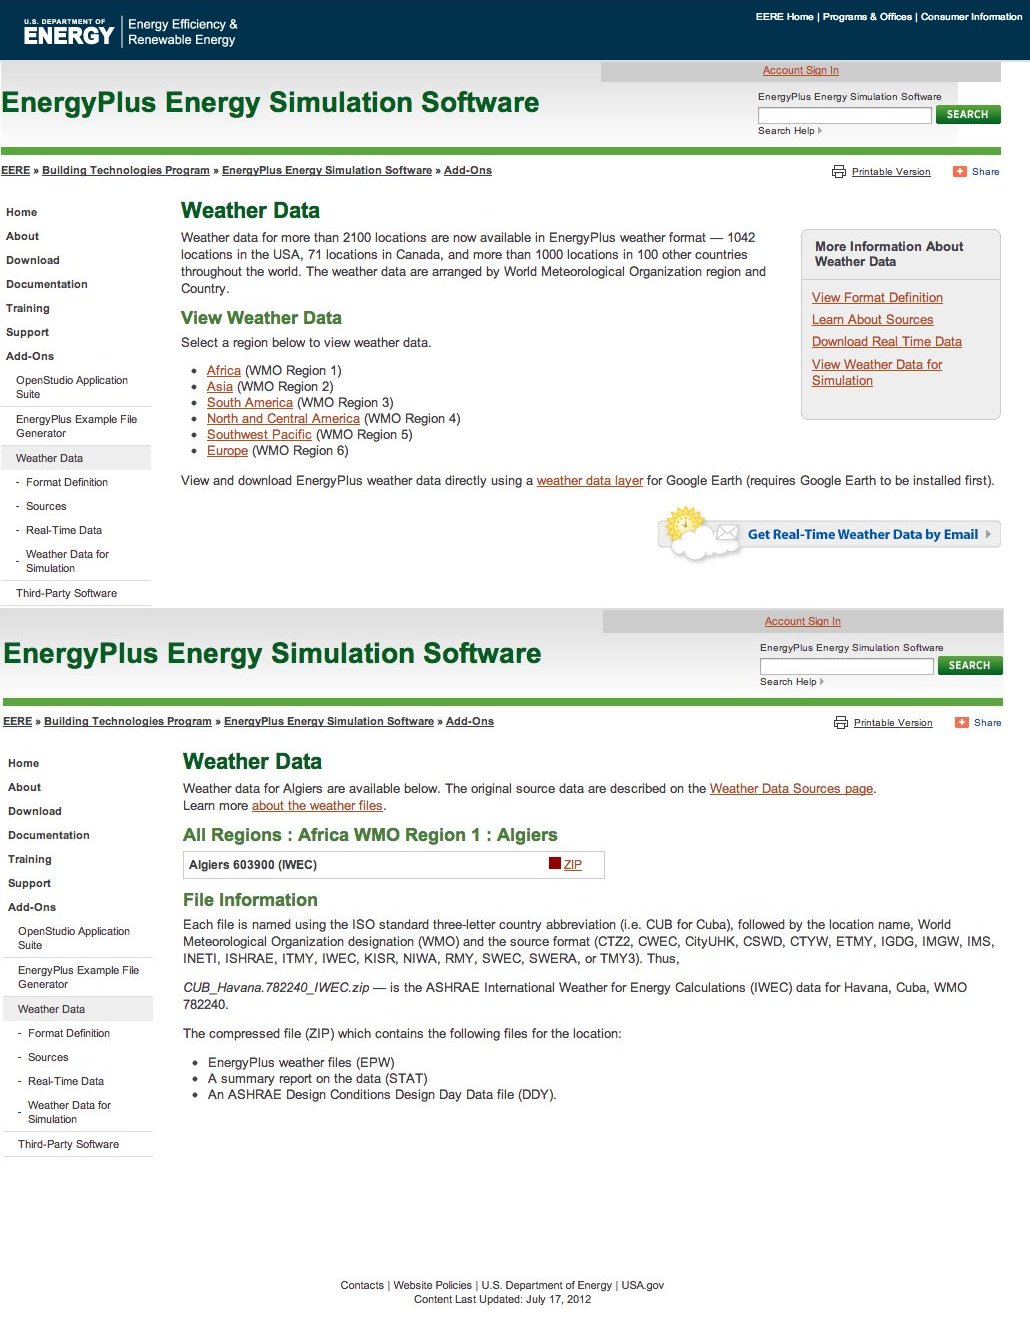 U.S. DEPARTMENT OF
ENERGY
Energy Efficiency &
Renewable Energy
EERE Home | Programs & Offices | Consumer Information
Account Sign In
EnergyPlus Energy Simulation Software
EnergyPlus Energy Simulation Software
SEARCH
Search Help
EERE » Building Technologies Program » EnergyPlus Energy Simulation Software » Add-Ons
Printable Version
Share
Home
About
Download
Documentation
Training
Support
Add-Ons
OpenStudio Application
Suite
EnergyPlus Example File
Generator
Weather Data
- Format Definition
- Sources
- Real-Time Data
- Weather Data for
Simulation
Third-Party Software
Weather Data
Weather data for more than 2100 locations are now available in EnergyPlus weather format — 1042
locations in the USA, 71 locations in Canada, and more than 1000 locations in 100 other countries
throughout the world. The weather data are arranged by World Meteorological Organization region and
Country.
View Weather Data
Select a region below to view weather data.
• Africa (WMO Region 1)
• Asia (WMO Region 2)
• South America (WMO Region 3)
• North and Central America (WMO Region 4)
• Southwest Pacific (WMO Region 5)
• Europe (WMO Region 6)
View and download EnergyPlus weather data directly using a weather data layer for Google Earth (requires Google Earth to be installed first).
More Information About
Weather Data
View Format Definition
Learn About Sources
Download Real Time Data
View Weather Data for
Simulation
Get Real-Time Weather Data by Email
Account Sign In
EnergyPlus Energy Simulation Software
EnergyPlus Energy Simulation Software
SEARCH
Search Help
EERE » Building Technologies Program » EnergyPlus Energy Simulation Software » Add-Ons
Printable Version
Share
Home
About
Download
Documentation
Training
Support
Add-Ons
OpenStudio Application
Suite
EnergyPlus Example File
Generator
Weather Data
- Format Definition
- Sources
- Real-Time Data
- Weather Data for
Simulation
Third-Party Software
Weather Data
Weather data for Algiers are available below. The original source data are described on the Weather Data Sources page.
Learn more about the weather files.
All Regions : Africa WMO Region 1 : Algiers
Algiers 603900 (IWEC)
ZIP
File Information
Each file is named using the ISO standard three-letter country abbreviation (i.e. CUB for Cuba), followed by the location name, World
Meteorological Organization designation (WMO) and the source format (CTZ2, CWEC, CityUHK, CSWD, CTYW, ETMY, IGDG, IMGW, IMS,
INETI, ISHRAE, ITMY, IWEC, KISR, NIWA, RMY, SWEC, SWERA, or TMY3). Thus,
CUB_Havana.782240_IWEC.zip — is the ASHRAE International Weather for Energy Calculations (IWEC) data for Havana, Cuba, WMO
782240.
The compressed file (ZIP) which contains the following files for the location:
• EnergyPlus weather files (EPW)
• A summary report on the data (STAT)
• An ASHRAE Design Conditions Design Day Data file (DDY).
Contacts | Website Policies | U.S. Department of Energy | USA.gov
Content Last Updated: July 17, 2012